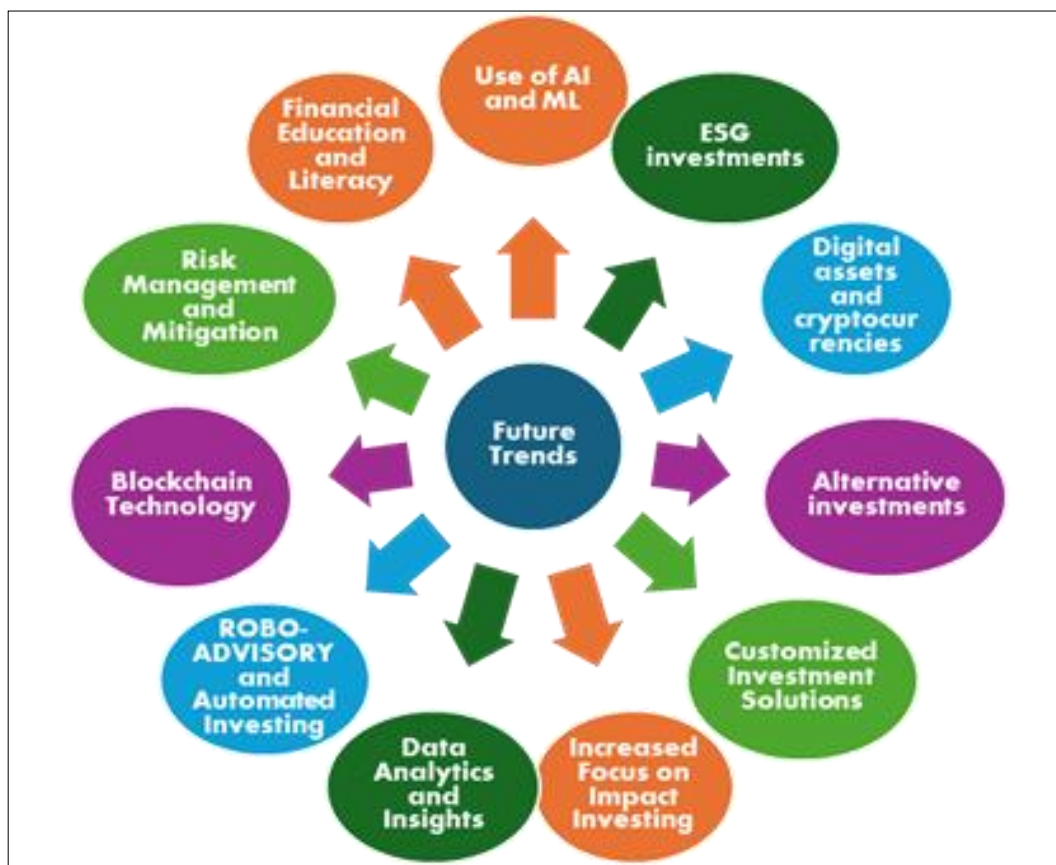 Use of AI
and ML
ESG
investments
Digital
assets
and
cryptocur
rencies
Alternative
investments
Customized
Investment
Solutions
Increased
Focus on
Impact
Investing
Data
Analytics
and
Insights
ROBO-
ADVISORY
and
Automated
Investing
Blockchain
Technology
Risk
Management
and
Mitigation
Financial
Education
and
Literacy
Future
Trends